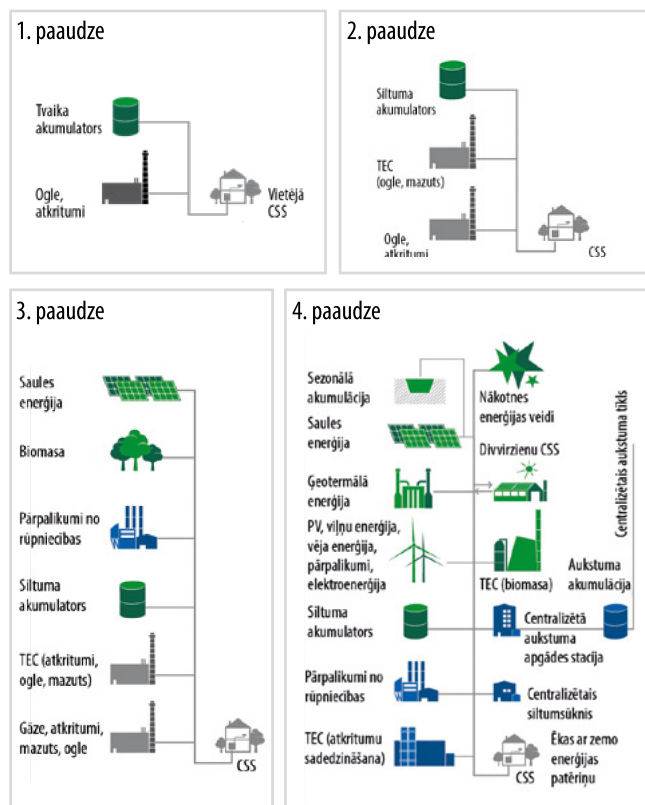 1. paaudze
Tvaika
akumulators
Ogle,
atkritumi
Vietējā
CSS
2. paaudze
Siltuma
akumulators
TEC
(ogle, mazuts)
Ogle,
atkritumi
CSS
3. paaudze
Saules
enerģija
Biomasa
Pārpalikumi no
rūpniecības
Siltuma
akumulators
TEC (atkritumi,
ogle, mazuts)
Gāze, atkritumi,
mazuts, ogle
CSS
4. paaudze
Sezonālā
akumulācija
Saules
enerģija
Ģeotermālā
enerģija
PV, viļņu enerģija,
vēja enerģija,
pārpalikumi,
elektroenerģija
Siltuma
akumulators
Pārpalikumi no
rūpniecības
TEC (atkritumu
sadedzināšana)
Nākotnes
enerģijas veidi
Divvirzienu CSS
TEC (biomasa)
Centralizētā
aukstuma
apgādes stacija
Aukstuma
akumulācija
Centralizētais aukstuma tīkls
Centralizētais
siltumsūknis
CSS
Ēkas ar zemo
enerģijas
patēriņu